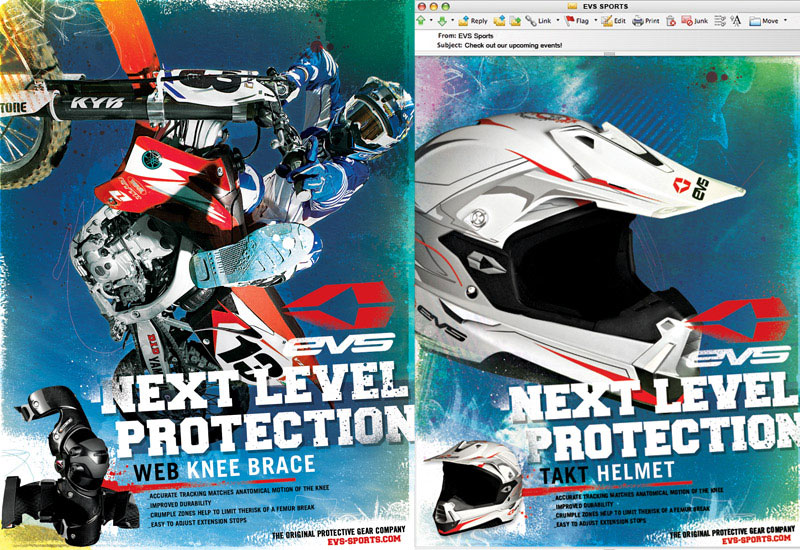 TONE
KYB
13
EVS
NEXT LEVEL
PROTECTION
WEB KNEE BRACE
ACCURATE TRACKING MATCHES ANATOMICAL MOTION OF THE KNEE
IMPROVED DURABILITY
CRUMPLE ZONES HELP TO LIMIT THERISK OF A FEMUR BREAK
EASY TO ADJUST EXTENSION STOPS
THE ORIGINAL PROTECTIVE GEAR COMPANY
EVS-SPORTS.COM
EVS SPORTS
Reply
Link
Flag
Edit
Print
Junk
Move
From: EVS Sports
Subject: Check out our upcoming events!
EVS
EVS
EVS
NEXT LEVEL
PROTECTION
TAKT HELMET
ACCURATE TRACKING MATCHES ANATOMICAL MOTION OF THE KNEE
IMPROVED DURABILITY
CRUMPLE ZONES HELP TO LIMIT THERISK OF A FEMUR BREAK
EASY TO ADJUST EXTENSION STOPS
THE ORIGINAL PROTECTIVE GEAR COMPANY
EVS-SPORTS.COM